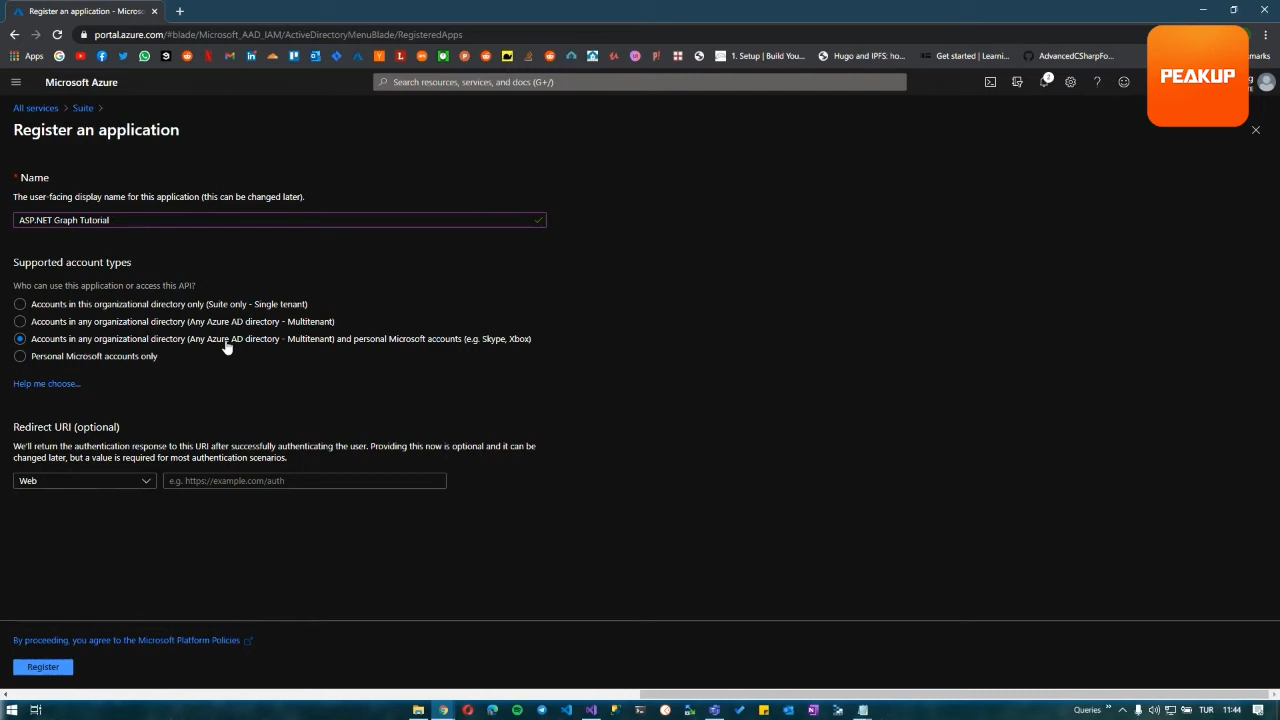 Register an application - Microso
portal.azure.com/#blade/Microsoft_AAD_IAM/ActiveDirectoryMenuBlade/RegisteredApps
Apps
1. Setup | Build You...
Hugo and IPFS: ho...
Get started | Learni...
AdvancedCSharpFo...
marks
PEAKUP
Microsoft Azure
Search resources, services, and docs (G+/)
2
All services > Suite >
Register an application
* Name
The user-facing display name for this application (this can be changed later).
ASP.NET Graph Tutorial
Supported account types
Who can use this application or access this API?
Accounts in this organizational directory only (Suite only - Single tenant)
Accounts in any organizational directory (Any Azure AD directory - Multitenant)
Accounts in any organizational directory (Any Azure AD directory - Multitenant) and personal Microsoft accounts (e.g. Skype, Xbox)
Personal Microsoft accounts only
Help me choose...
Redirect URI (optional)
We'll return the authentication response to this URI after successfully authenticating the user. Providing this now is optional and it can be
changed later, but a value is required for most authentication scenarios.
Web
e.g. https://example.com/auth
By proceeding, you agree to the Microsoft Platform Policies
Register
Queries
TUR
11:44